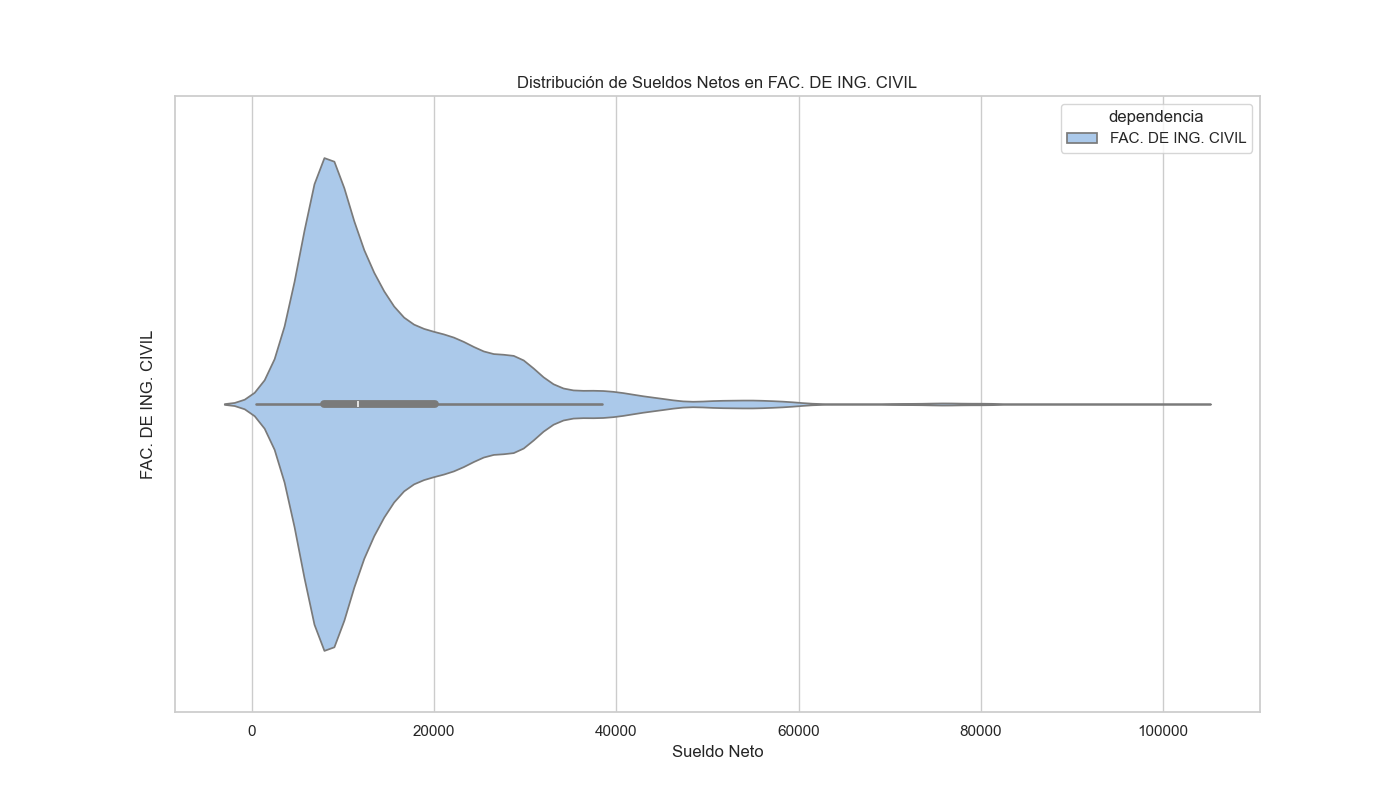 Distribución de Sueldos Netos en FAC. DE ING. CIVIL
dependencia
FAC. DE ING. CIVIL
FAC. DE ING. CIVIL
0 20000 40000 60000 80000 100000
Sueldo Neto